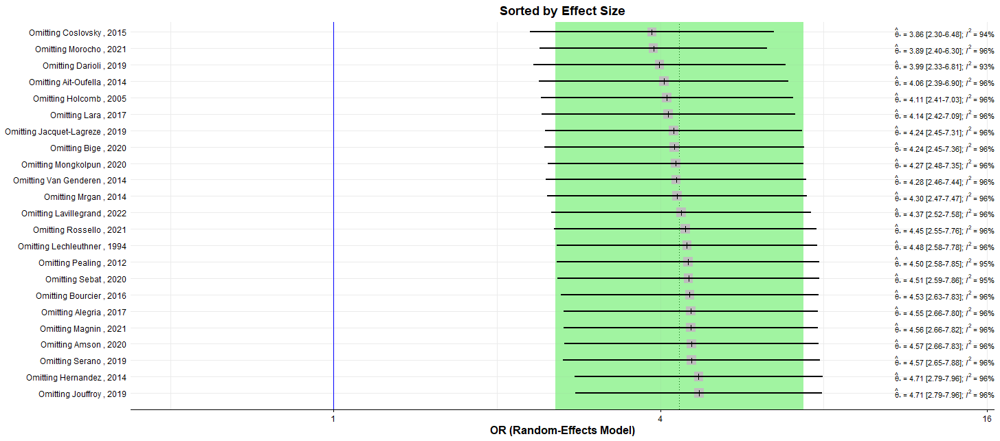 Sorted by Effect Size
Omitting Coslovsky , 2015 θ̂* = 3.86 [2.30-6.48]; I² = 94%
Omitting Morocho , 2021 θ̂* = 3.89 [2.40-6.30]; I² = 96%
Omitting Darioli , 2019 θ̂* = 3.99 [2.33-6.81]; I² = 93%
Omitting Ait-Oufella , 2014 θ̂* = 4.06 [2.39-6.90]; I² = 96%
Omitting Holcomb , 2005 θ̂* = 4.11 [2.41-7.03]; I² = 96%
Omitting Lara , 2017 θ̂* = 4.14 [2.42-7.09]; I² = 96%
Omitting Jacquet-Lagreze , 2019 θ̂* = 4.24 [2.45-7.31]; I² = 96%
Omitting Bige , 2020 θ̂* = 4.24 [2.45-7.36]; I² = 96%
Omitting Mongkolpun , 2020 θ̂* = 4.27 [2.48-7.35]; I² = 96%
Omitting Van Genderen , 2014 θ̂* = 4.28 [2.46-7.44]; I² = 96%
Omitting Mrgan , 2014 θ̂* = 4.30 [2.47-7.47]; I² = 96%
Omitting Lavillegrand , 2022 θ̂* = 4.37 [2.52-7.58]; I² = 96%
Omitting Rossello , 2021 θ̂* = 4.45 [2.55-7.76]; I² = 96%
Omitting Lechleuthner , 1994 θ̂* = 4.48 [2.58-7.78]; I² = 96%
Omitting Pealing , 2012 θ̂* = 4.50 [2.58-7.85]; I² = 95%
Omitting Sebat , 2020 θ̂* = 4.51 [2.59-7.86]; I² = 95%
Omitting Bourcier , 2016 θ̂* = 4.53 [2.63-7.83]; I² = 96%
Omitting Alegria , 2017 θ̂* = 4.55 [2.66-7.80]; I² = 96%
Omitting Magnin , 2021 θ̂* = 4.56 [2.66-7.82]; I² = 96%
Omitting Amson , 2020 θ̂* = 4.57 [2.66-7.83]; I² = 96%
Omitting Serano , 2019 θ̂* = 4.57 [2.65-7.88]; I² = 96%
Omitting Hernandez , 2014 θ̂* = 4.71 [2.79-7.96]; I² = 96%
Omitting Jouffroy , 2019 θ̂* = 4.71 [2.79-7.96]; I² = 96%
1 4 16
OR (Random-Effects Model)